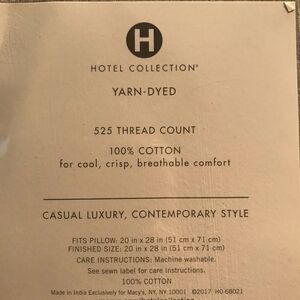 H
HOTEL COLLECTION®
YARN-DYED
525 THREAD COUNT
100% COTTON
for cool, crisp, breathable comfort
CASUAL LUXURY, CONTEMPORARY STYLE
FITS PILLOW: 20 in x 28 in (51 cm x 71 cm)
FINISHED SIZE: 20 in x 28 in (51 cm x 71 cm)
CARE INSTRUCTIONS: Machine washable.
See sewn label for care instructions.
100% COTTON
Made in India Exclusively for Macy's, NY, NY 10001 ©2017 H0-68021